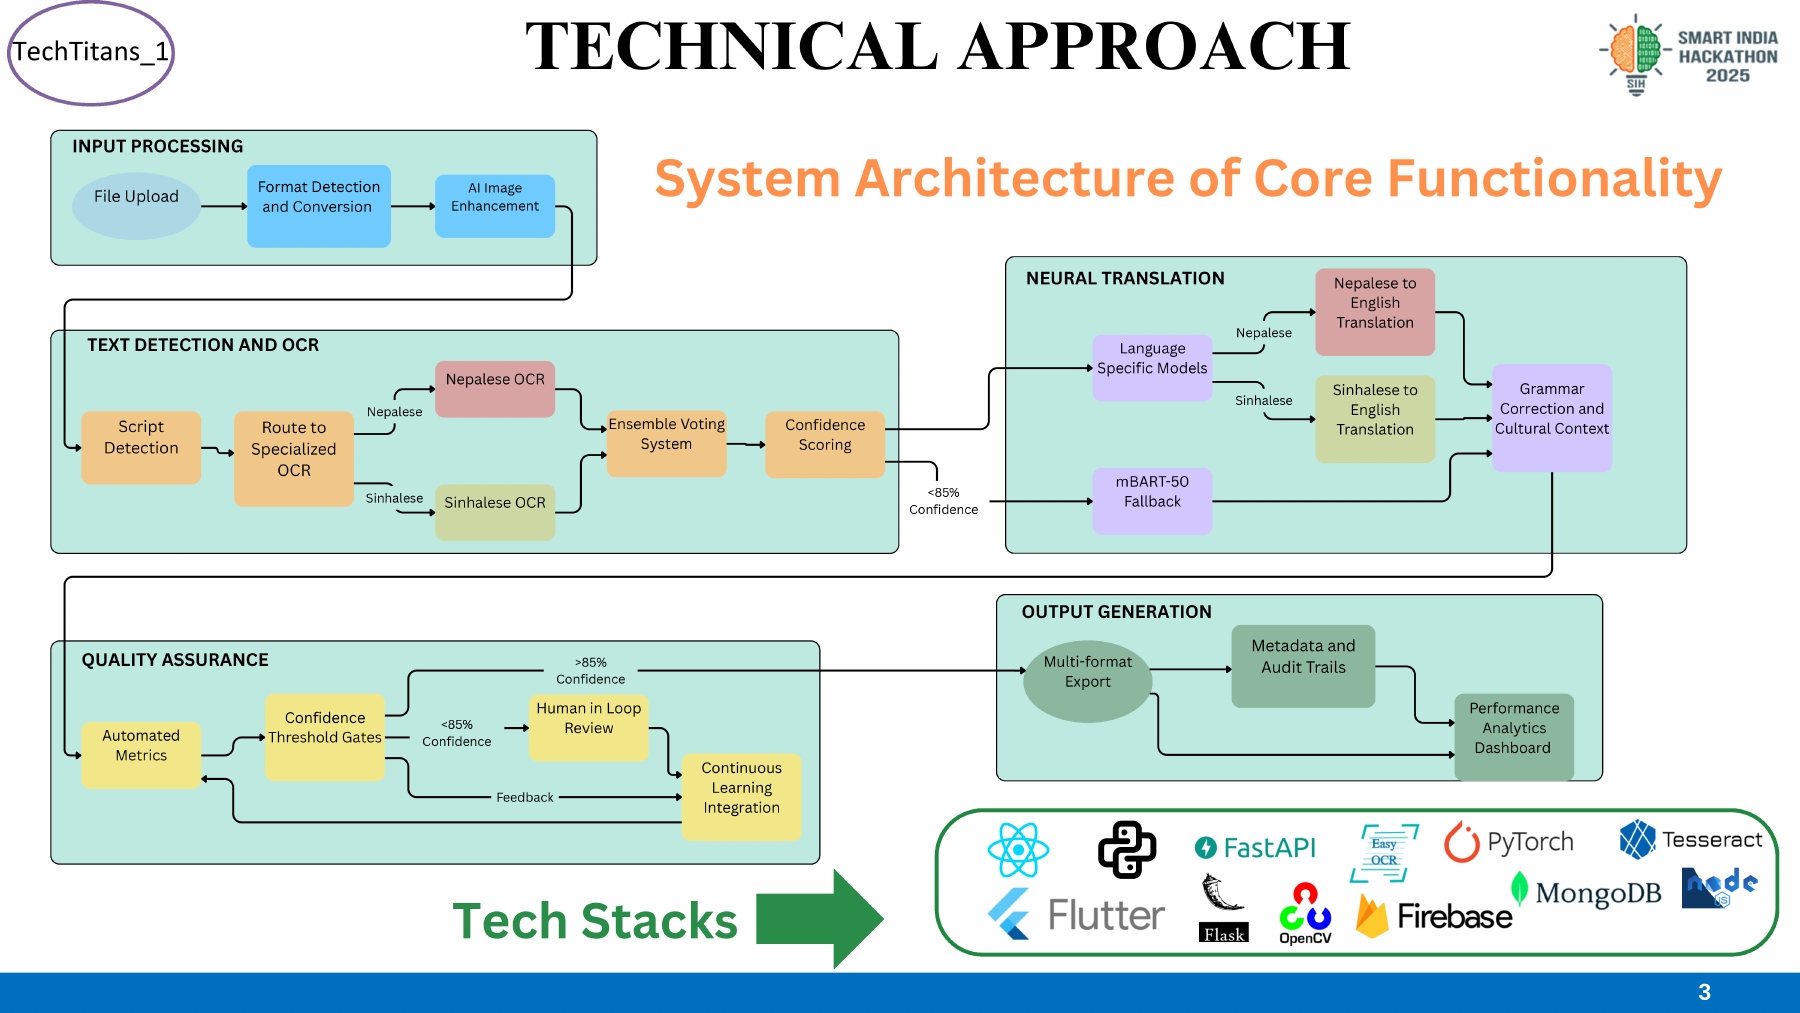 TechTitans_1
TECHNICAL APPROACH
SMART INDIA
HACKATHON
2025
SIH
System Architecture of Core Functionality
INPUT PROCESSING
File Upload
Format Detection
and Conversion
AI Image
Enhancement
TEXT DETECTION AND OCR
Script
Detection
Route to
Specialized
OCR
Nepalese
Sinhalese
Nepalese OCR
Sinhalese OCR
Ensemble Voting
System
Confidence
Scoring
<85%
Confidence
NEURAL TRANSLATION
Language
Specific Models
Nepalese
Sinhalese
Nepalese to
English
Translation
Sinhalese to
English
Translation
mBART-50
Fallback
Grammar
Correction and
Cultural Context
QUALITY ASSURANCE
Automated
Metrics
Confidence
Threshold Gates
>85%
Confidence
<85%
Confidence
Feedback
Human in Loop
Review
Continuous
Learning
Integration
OUTPUT GENERATION
Multi-format
Export
Metadata and
Audit Trails
Performance
Analytics
Dashboard
Tech Stacks
FastAPI
Easy
OCR
PyTorch
Tesseract
Flutter
Flask
OpenCV
Firebase
MongoDB
node
JS
3